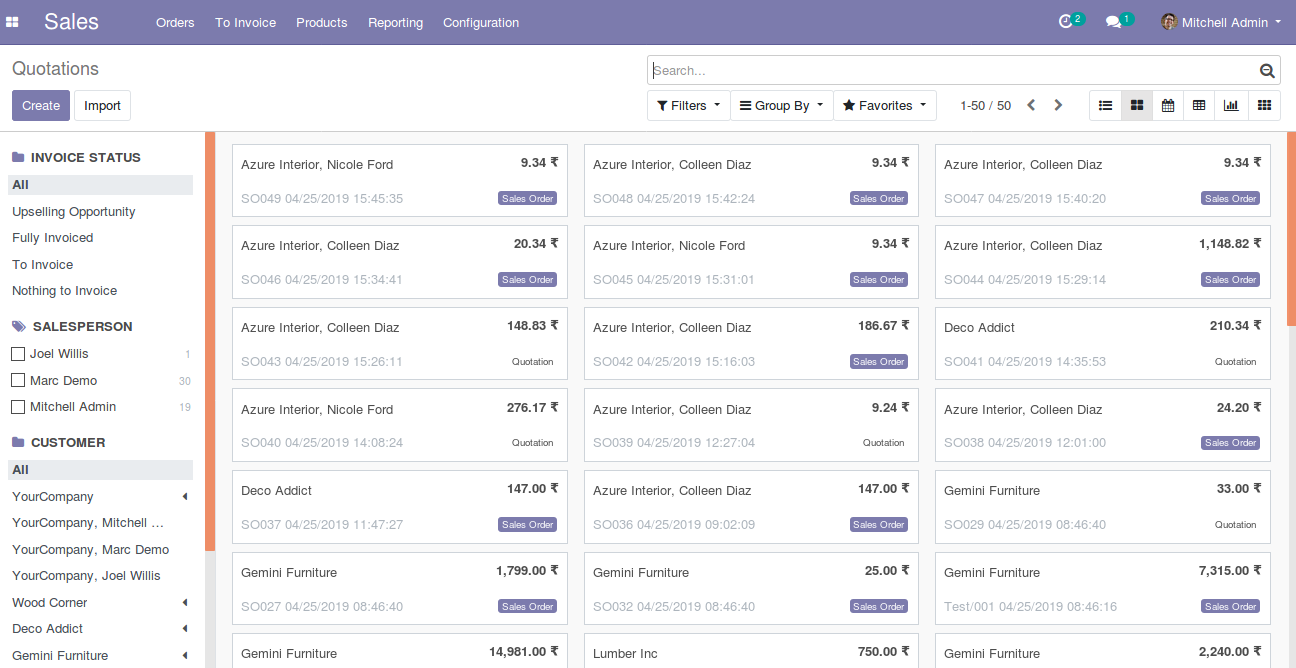 Sales Orders To Invoice Products Reporting Configuration 2 1 Mitchell Admin
Quotations
Search...
Create Import
Filters Group By Favorites 1-50 / 50
INVOICE STATUS
All
Upselling Opportunity
Fully Invoiced
To Invoice
Nothing to Invoice
SALESPERSON
Joel Willis 1
Marc Demo 30
Mitchell Admin 19
CUSTOMER
All
YourCompany
YourCompany, Mitchell ...
YourCompany, Marc Demo
YourCompany, Joel Willis
Wood Corner
Deco Addict
Gemini Furniture
Azure Interior, Nicole Ford 9.34 ₹
SO049 04/25/2019 15:45:35 Sales Order
Azure Interior, Colleen Diaz 9.34 ₹
SO048 04/25/2019 15:42:24 Sales Order
Azure Interior, Colleen Diaz 9.34 ₹
SO047 04/25/2019 15:40:20 Sales Order
Azure Interior, Colleen Diaz 20.34 ₹
SO046 04/25/2019 15:34:41 Sales Order
Azure Interior, Nicole Ford 9.34 ₹
SO045 04/25/2019 15:31:01 Sales Order
Azure Interior, Colleen Diaz 1,148.82 ₹
SO044 04/25/2019 15:29:14 Sales Order
Azure Interior, Colleen Diaz 148.83 ₹
SO043 04/25/2019 15:26:11 Quotation
Azure Interior, Colleen Diaz 186.67 ₹
SO042 04/25/2019 15:16:03 Sales Order
Deco Addict 210.34 ₹
SO041 04/25/2019 14:35:53 Quotation
Azure Interior, Nicole Ford 276.17 ₹
SO040 04/25/2019 14:08:24 Quotation
Azure Interior, Colleen Diaz 9.24 ₹
SO039 04/25/2019 12:27:04 Quotation
Azure Interior, Colleen Diaz 24.20 ₹
SO038 04/25/2019 12:01:00 Sales Order
Deco Addict 147.00 ₹
SO037 04/25/2019 11:47:27 Sales Order
Azure Interior, Colleen Diaz 147.00 ₹
SO036 04/25/2019 09:02:09 Sales Order
Gemini Furniture 33.00 ₹
SO029 04/25/2019 08:46:40 Quotation
Gemini Furniture 1,799.00 ₹
SO027 04/25/2019 08:46:40 Sales Order
Gemini Furniture 25.00 ₹
SO032 04/25/2019 08:46:40 Sales Order
Gemini Furniture 7,315.00 ₹
Test/001 04/25/2019 08:46:16 Sales Order
Gemini Furniture 14,981.00 ₹
Lumber Inc 750.00 ₹
Gemini Furniture 2,240.00 ₹